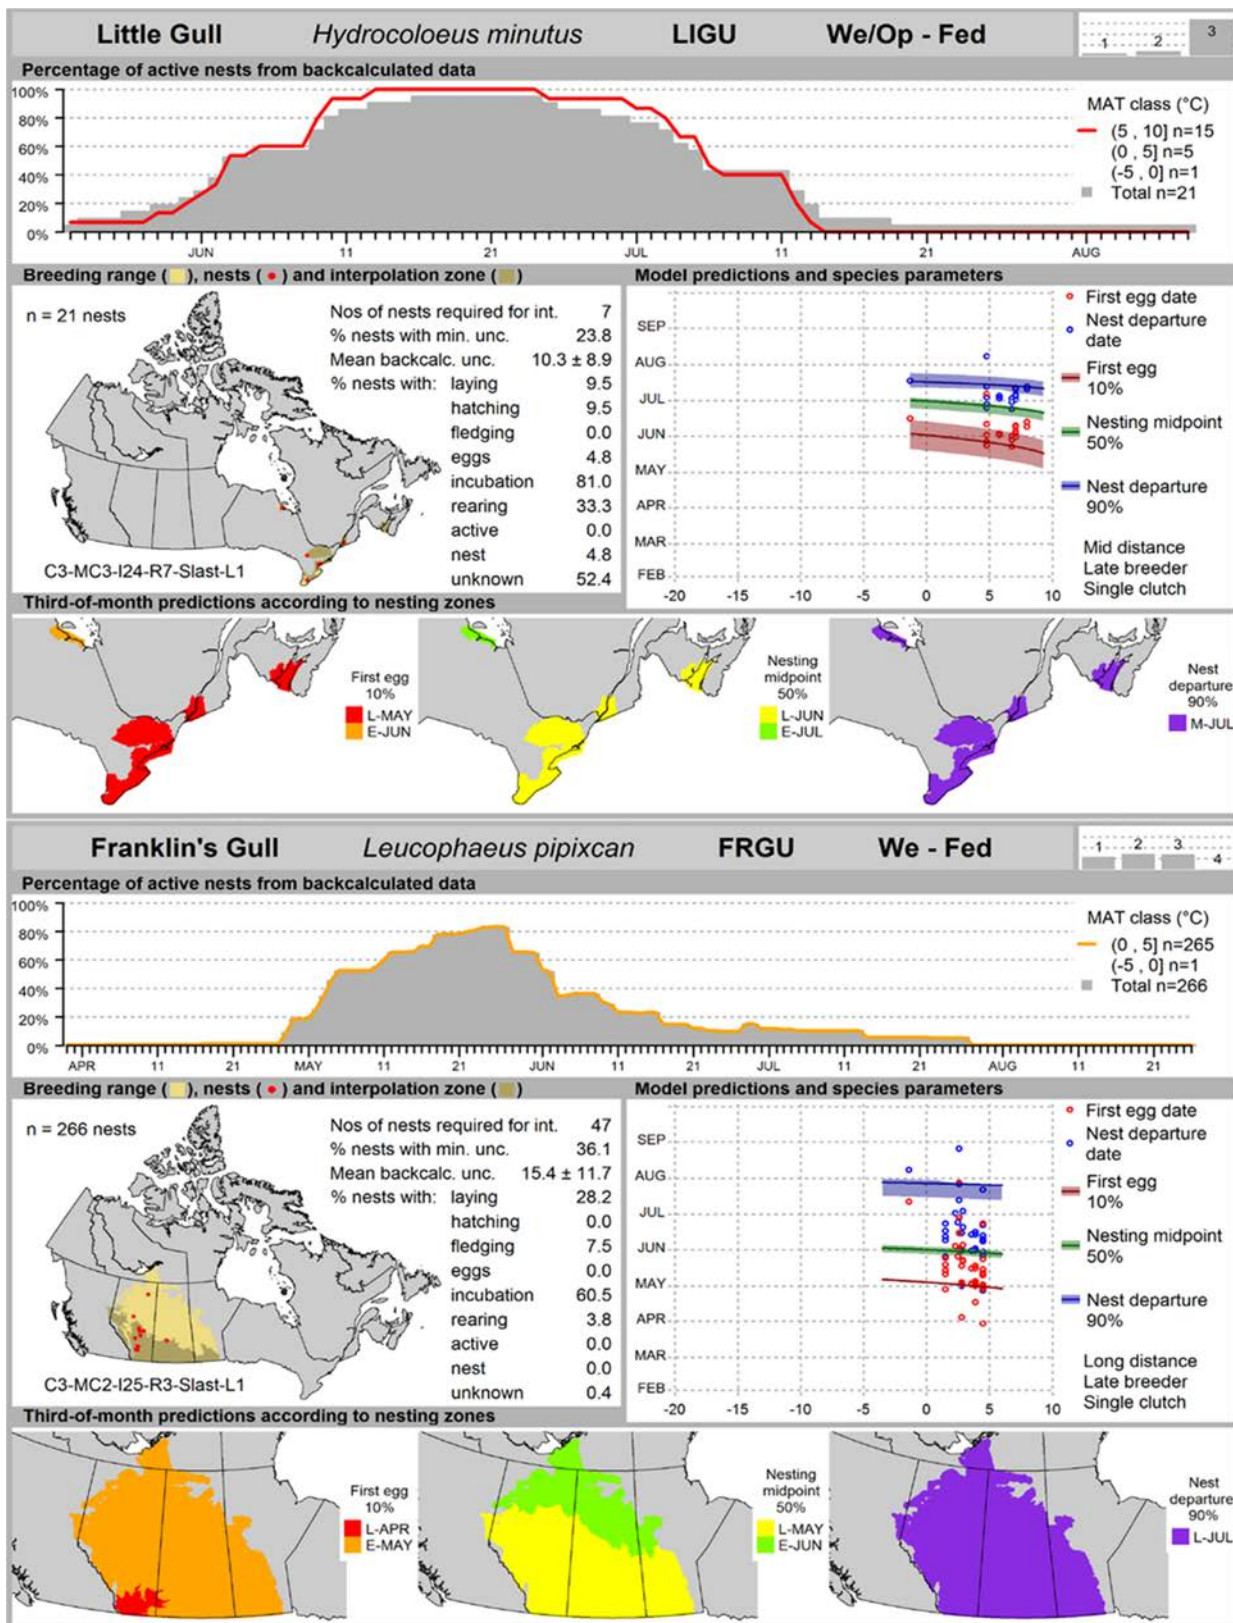 Little Gull Hydrocoloeus minutus LIGU We/Op - Fed
1 2 3
Percentage of active nests from backcalculated data
100%
80%
60%
40%
20%
0%
JUN 11 21 JUL 11 21 AUG
MAT class (°C)
(5 , 10] n=15
(0 , 5] n=5
(-5 , 0] n=1
Total n=21
Breeding range ( ), nests ( • ) and interpolation zone ( )
n = 21 nests
Nos of nests required for int. 7
% nests with min. unc. 23.8
Mean backcalc. unc. 10.3 ± 8.9
% nests with: laying 9.5
hatching 9.5
fledging 0.0
eggs 4.8
incubation 81.0
rearing 33.3
active 0.0
nest 4.8
unknown 52.4
C3-MC3-I24-R7-Slast-L1
Model predictions and species parameters
SEP
AUG
JUL
JUN
MAY
APR
MAR
FEB
-20 -15 -10 -5 0 5 10
First egg date
Nest departure
date
First egg
10%
Nesting midpoint
50%
Nest departure
90%
Mid distance
Late breeder
Single clutch
Third-of-month predictions according to nesting zones
First egg
10%
L-MAY
E-JUN
Nesting
midpoint
50%
L-JUN
E-JUL
Nest
departure
90%
M-JUL
Franklin's Gull Leucophaeus pipixcan FRGU We - Fed
1 2 3 4
Percentage of active nests from backcalculated data
100%
80%
60%
40%
20%
0%
APR 11 21 MAY 11 21 JUN 11 21 JUL 11 21 AUG 11 21
MAT class (°C)
(0 , 5] n=265
(-5 , 0] n=1
Total n=266
Breeding range ( ), nests ( • ) and interpolation zone ( )
n = 266 nests
Nos of nests required for int. 47
% nests with min. unc. 36.1
Mean backcalc. unc. 15.4 ± 11.7
% nests with: laying 28.2
hatching 0.0
fledging 7.5
eggs 0.0
incubation 60.5
rearing 3.8
active 0.0
nest 0.0
unknown 0.4
C3-MC2-I25-R3-Slast-L1
Model predictions and species parameters
SEP
AUG
JUL
JUN
MAY
APR
MAR
FEB
-20 -15 -10 -5 0 5 10
First egg date
Nest departure
date
First egg
10%
Nesting midpoint
50%
Nest departure
90%
Long distance
Late breeder
Single clutch
Third-of-month predictions according to nesting zones
First egg
10%
L-APR
E-MAY
Nesting
midpoint
50%
L-MAY
E-JUN
Nest
departure
90%
L-JUL